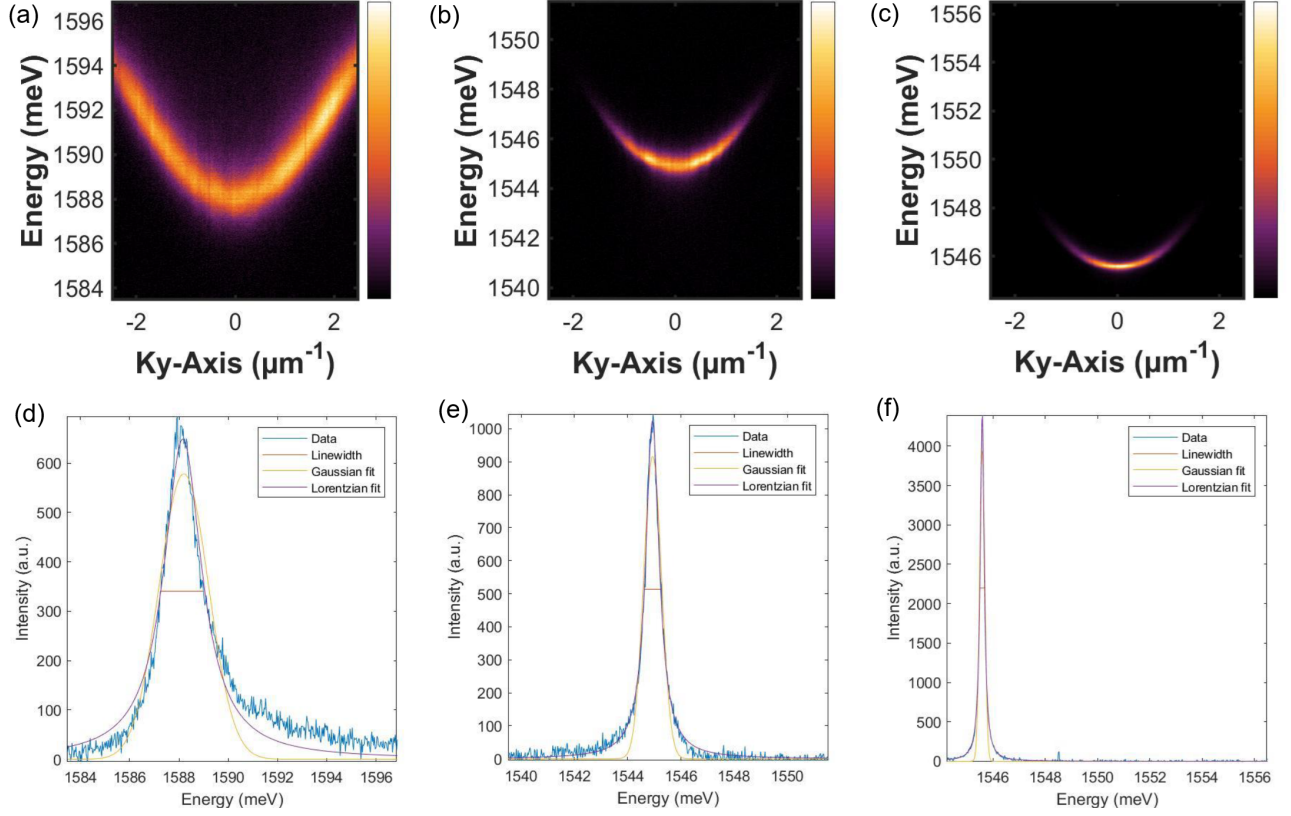 (a)
Energy (meV)
1596
1594
1592
1590
1588
1586
1584
-2 0 2
Ky-Axis (µm⁻¹)
(b)
Energy (meV)
1550
1548
1546
1544
1542
1540
-2 0 2
Ky-Axis (µm⁻¹)
(c)
Energy (meV)
1556
1554
1552
1550
1548
1546
-2 0 2
Ky-Axis (µm⁻¹)
(d)
Intensity (a.u.)
600
500
400
300
200
100
0
Data
Linewidth
Gaussian fit
Lorentzian fit
1584 1586 1588 1590 1592 1594 1596
Energy (meV)
(e)
Intensity (a.u.)
1000
900
800
700
600
500
400
300
200
100
0
Data
Linewidth
Gaussian fit
Lorentzian fit
1540 1542 1544 1546 1548 1550
Energy (meV)
(f)
Intensity (a.u.)
4000
3500
3000
2500
2000
1500
1000
500
0
Data
Linewidth
Gaussian fit
Lorentzian fit
1546 1548 1550 1552 1554 1556
Energy (meV)